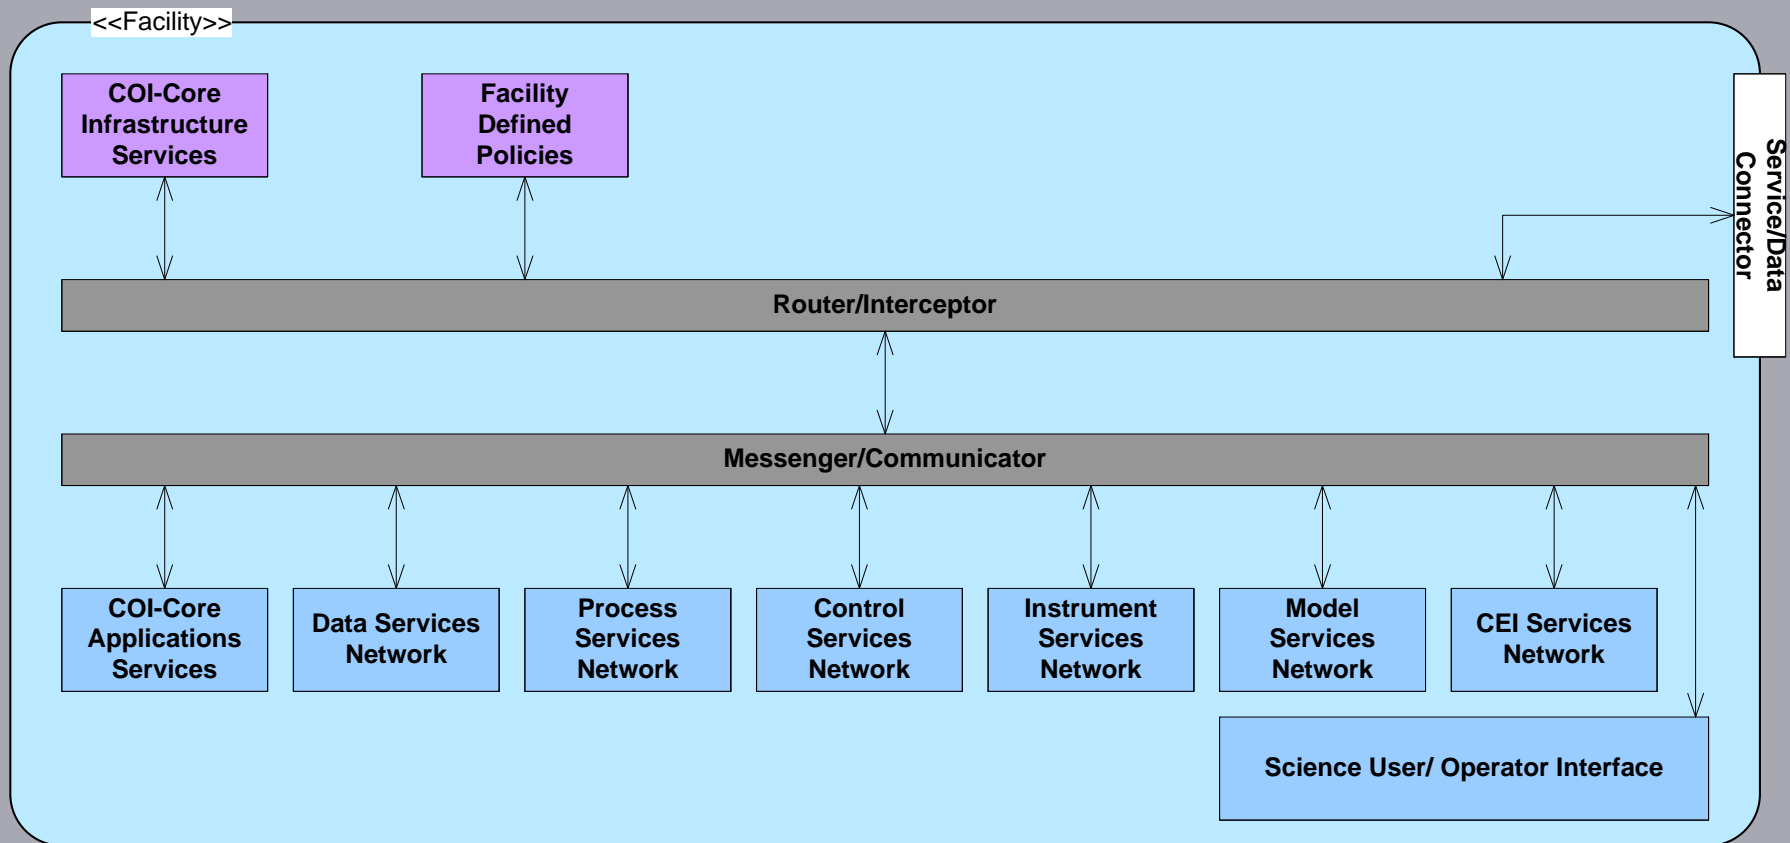 <<Facility>>
COI-Core
Infrastructure
Services
Facility
Defined
Policies
Service/Data
Connector
Router/Interceptor
Messenger/Communicator
COI-Core
Applications
Services
Data Services
Network
Process
Services
Network
Control
Services
Network
Instrument
Services
Network
Model
Services
Network
CEI Services
Network
Science User/ Operator Interface